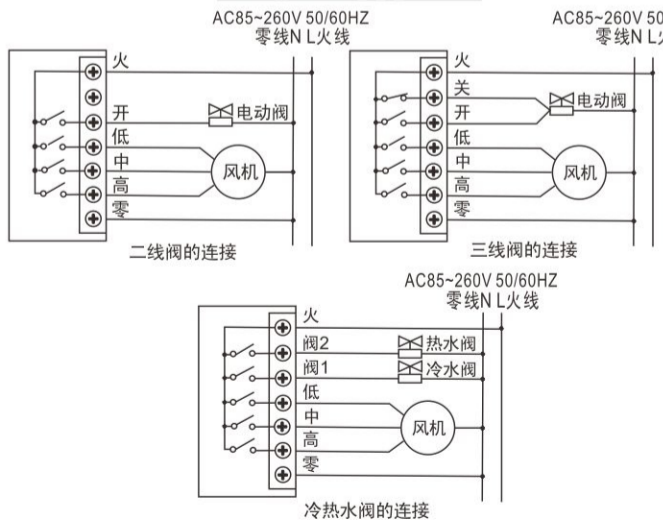 AC85~260V 50/60HZ
零线N L火线
火
开
低
中
高
零
电动阀
风机
二线阀的连接
AC85~260V 50
零线N L火
火
关
开
低
中
高
零
电动阀
风机
三线阀的连接
AC85~260V 50/60HZ
零线N L火线
火
阀2
阀1
低
中
高
零
热水阀
冷水阀
风机
冷热水阀的连接